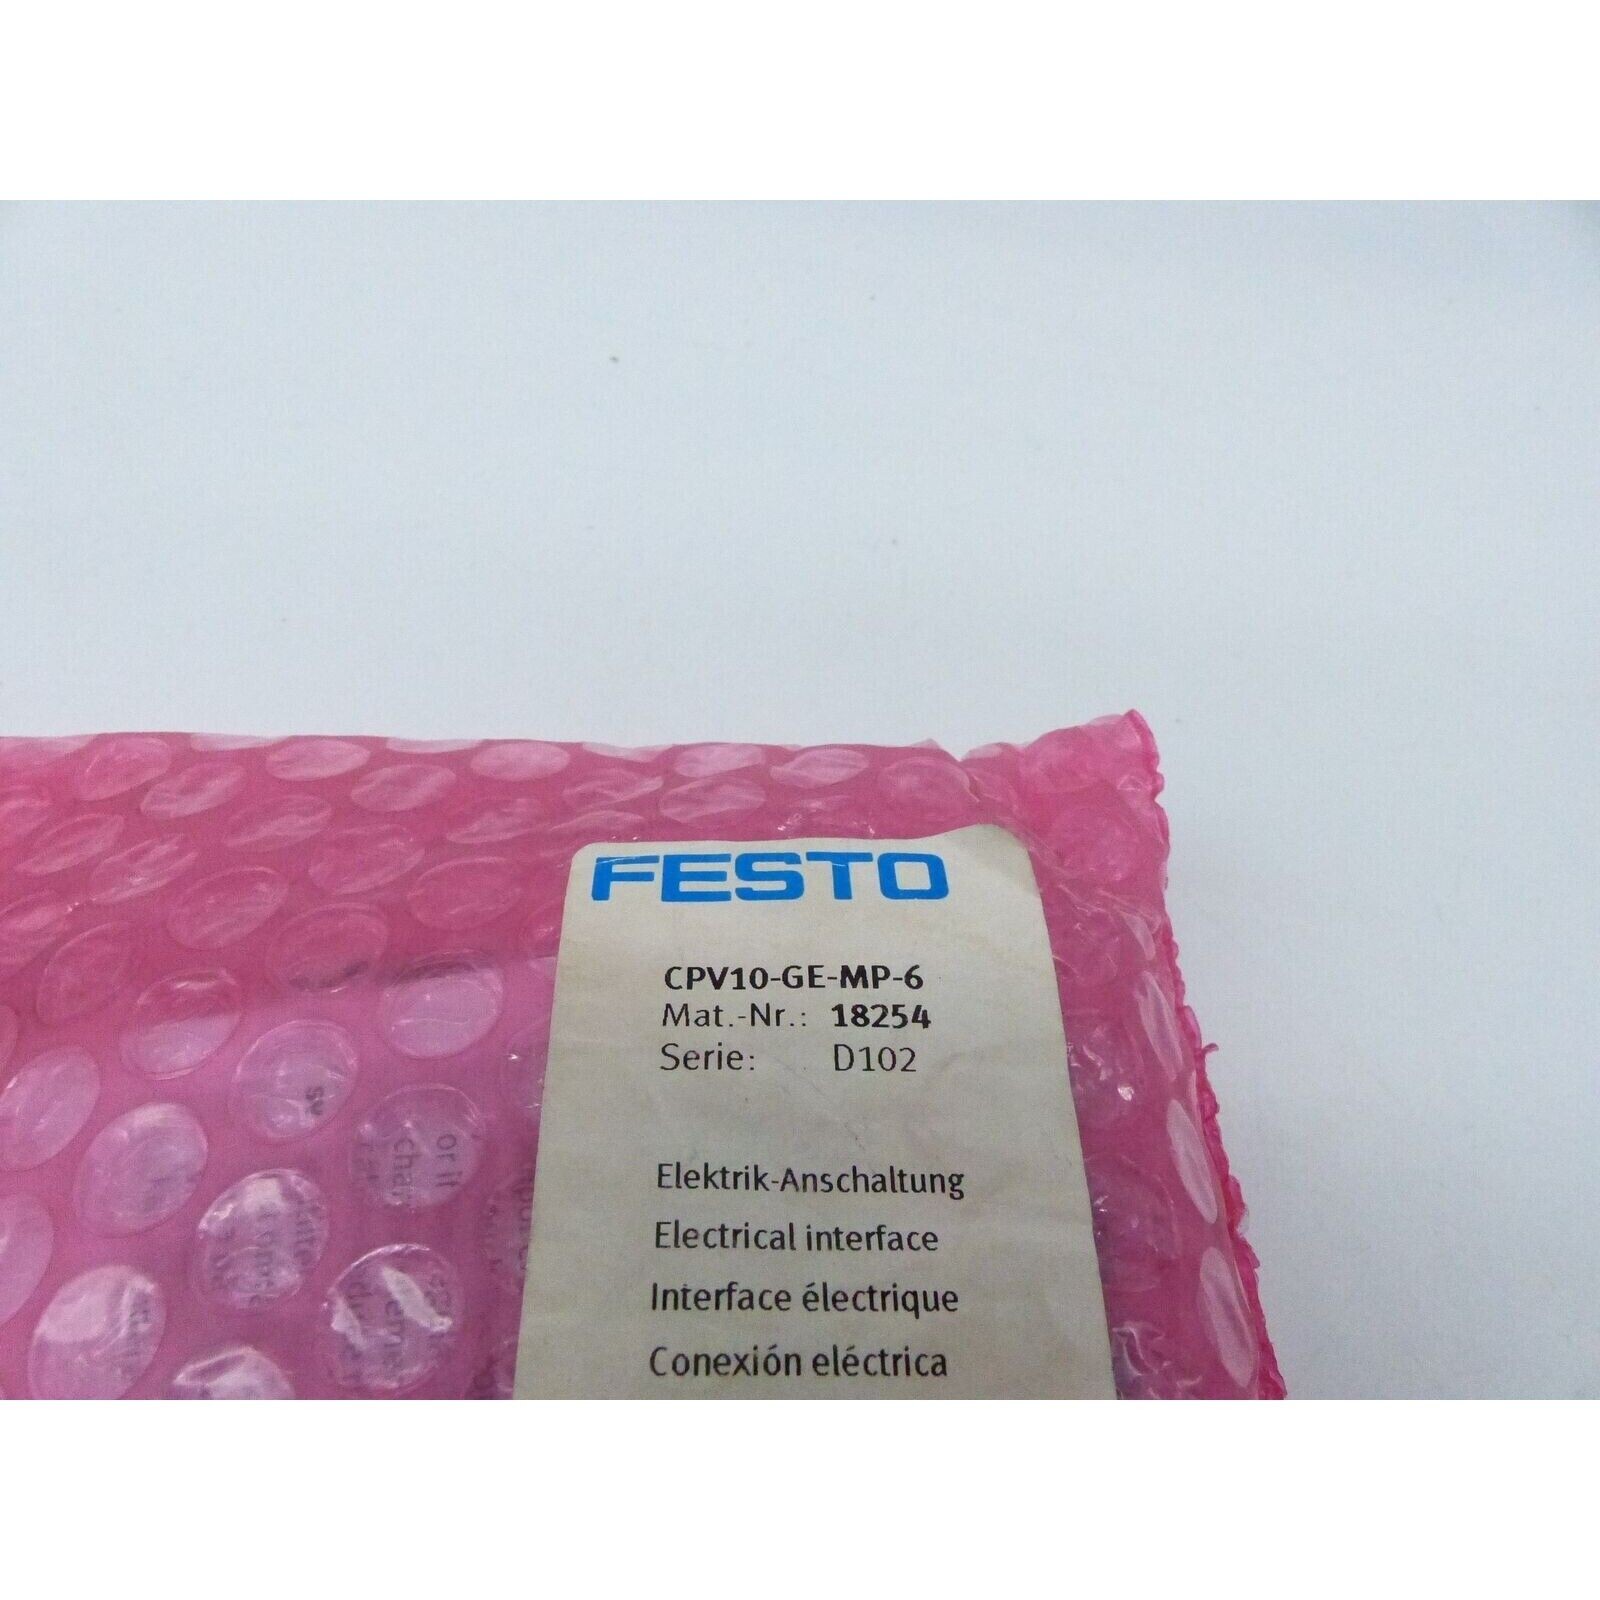 FESTO
CPV10-GE-MP-6
Mat.-Nr.: 18254
Serie: D102
Elektrik-Anschaltung
Electrical interface
Interface électrique
Conexión eléctrica